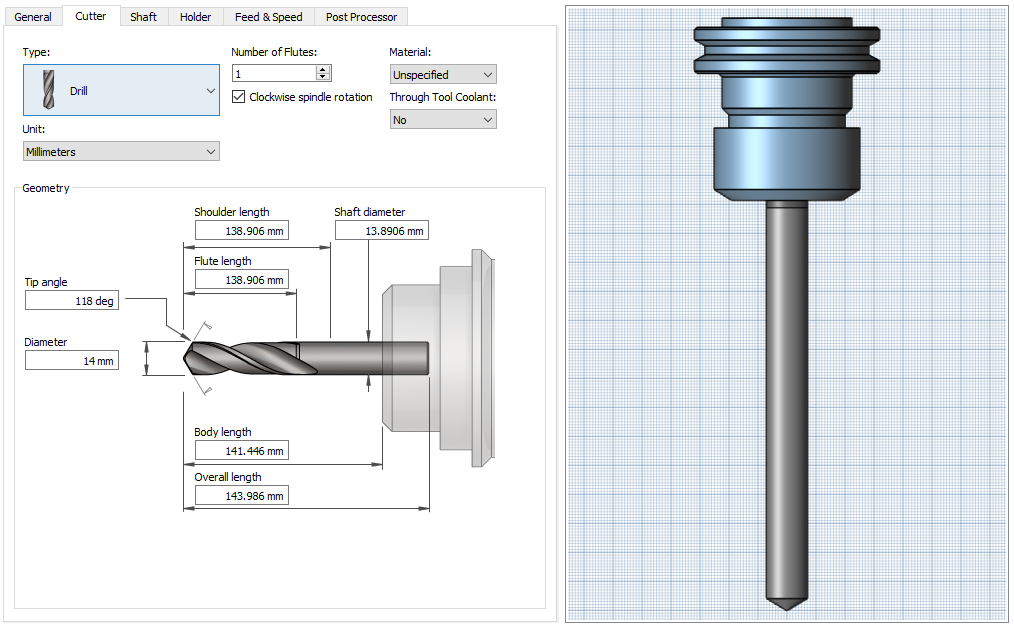 General Cutter Shaft Holder Feed & Speed Post Processor
Type:
Drill
Unit:
Millimeters
Number of Flutes:
1
Clockwise spindle rotation
Material:
Unspecified
Through Tool Coolant:
No
Geometry
Shoulder length
138.906 mm
Shaft diameter
13.8906 mm
Flute length
138.906 mm
Tip angle
118 deg
Diameter
14 mm
Body length
141.446 mm
Overall length
143.986 mm